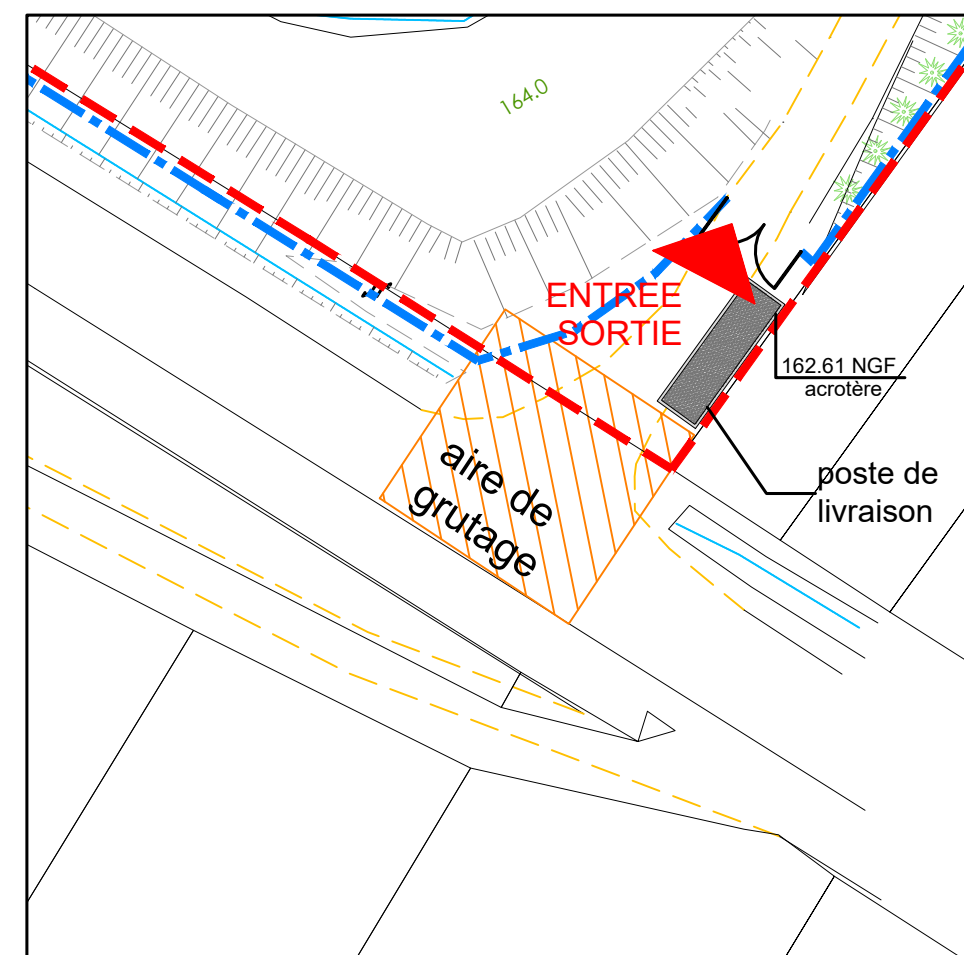 164.0
ENTREE
SORTIE
162.61 NGF
acrotère
aire de
grutage
poste de
livraison